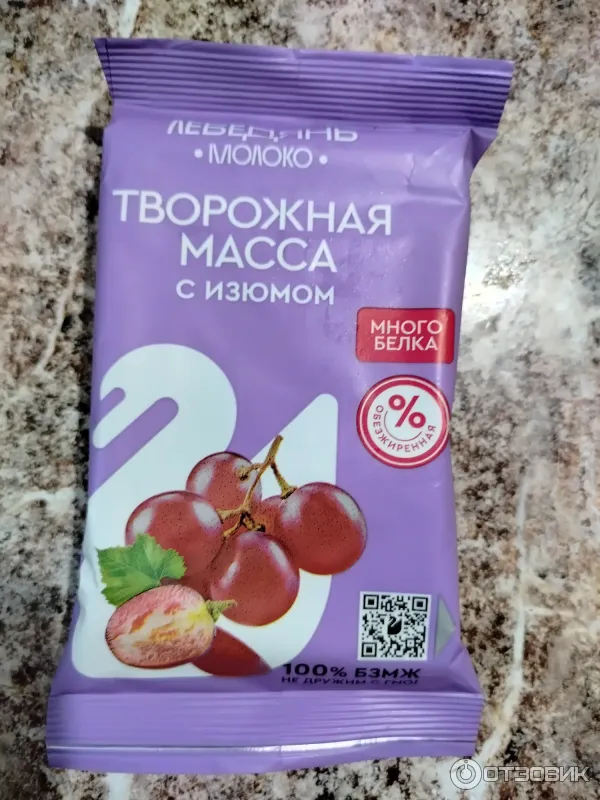 ЛЕБЕДЯНЬ
• МОЛОКО •
ТВОРОЖНАЯ
МАССА
С ИЗЮМОМ
МНОГО
БЕЛКА
%
ОБЕЗЖИРЕННАЯ
100% БЗМЖ
НЕ ДРУЖИМ С ГМО!
ОТЗОВИК